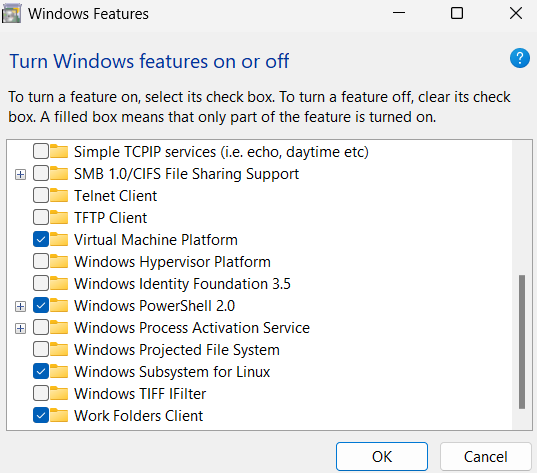 Windows Features
Turn Windows features on or off
To turn a feature on, select its check box. To turn a feature off, clear its check
box. A filled box means that only part of the feature is turned on.
Simple TCPIP services (i.e. echo, daytime etc)
SMB 1.0/CIFS File Sharing Support
Telnet Client
TFTP Client
Virtual Machine Platform
Windows Hypervisor Platform
Windows Identity Foundation 3.5
Windows PowerShell 2.0
Windows Process Activation Service
Windows Projected File System
Windows Subsystem for Linux
Windows TIFF IFilter
Work Folders Client
OK
Cancel